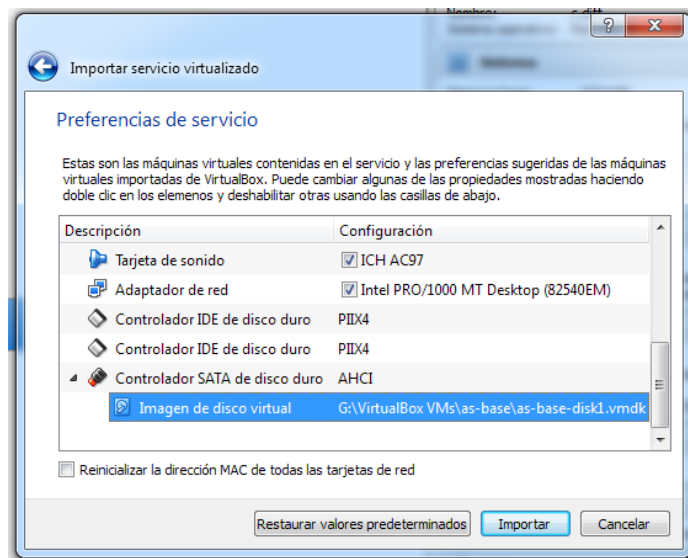 Nombre:
Importar servicio virtualizado
Preferencias de servicio
Estas son las máquinas virtuales contenidas en el servicio y las preferencias sugeridas de las máquinas
virtuales importadas de VirtualBox. Puede cambiar algunas de las propiedades mostradas haciendo
doble clic en los elemenos y deshabilitar otras usando las casillas de abajo.
Descripción Configuración
Tarjeta de sonido ICH AC97
Adaptador de red Intel PRO/1000 MT Desktop (82540EM)
Controlador IDE de disco duro PIIX4
Controlador IDE de disco duro PIIX4
Controlador SATA de disco duro AHCI
Imagen de disco virtual G:\VirtualBox VMs\as-base\as-base-disk1.vmdk
Reinicializar la dirección MAC de todas las tarjetas de red
Restaurar valores predeterminados Importar Cancelar